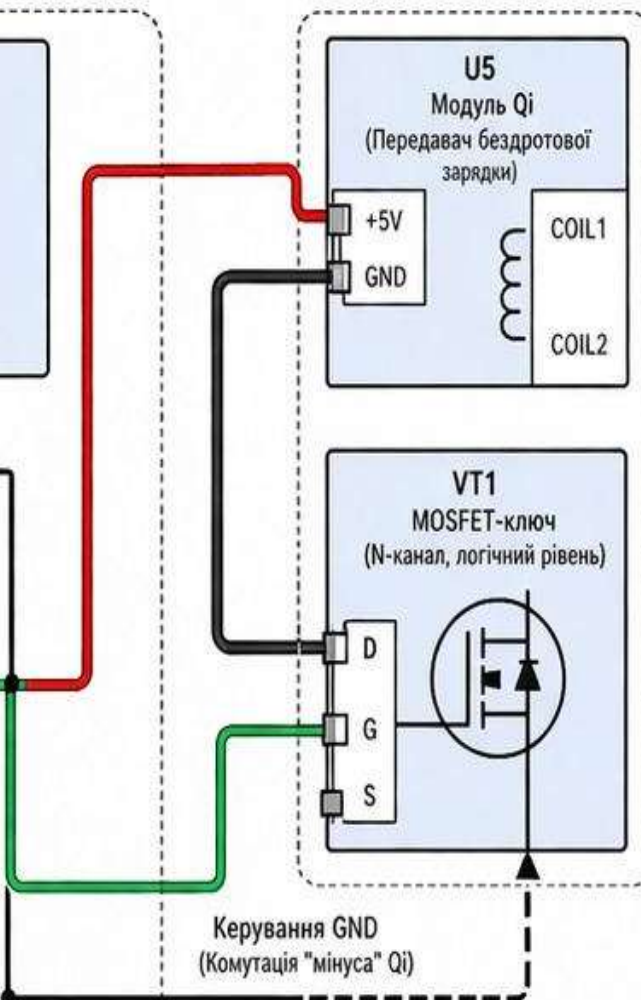 U5
Модуль Qi
(Передавач бездротової
зарядки)
+5V
GND
COIL1
COIL2
VT1
MOSFET-ключ
(N-канал, логічний рівень)
D
G
S
Керування GND
(Комутація "мінуса" Qi)